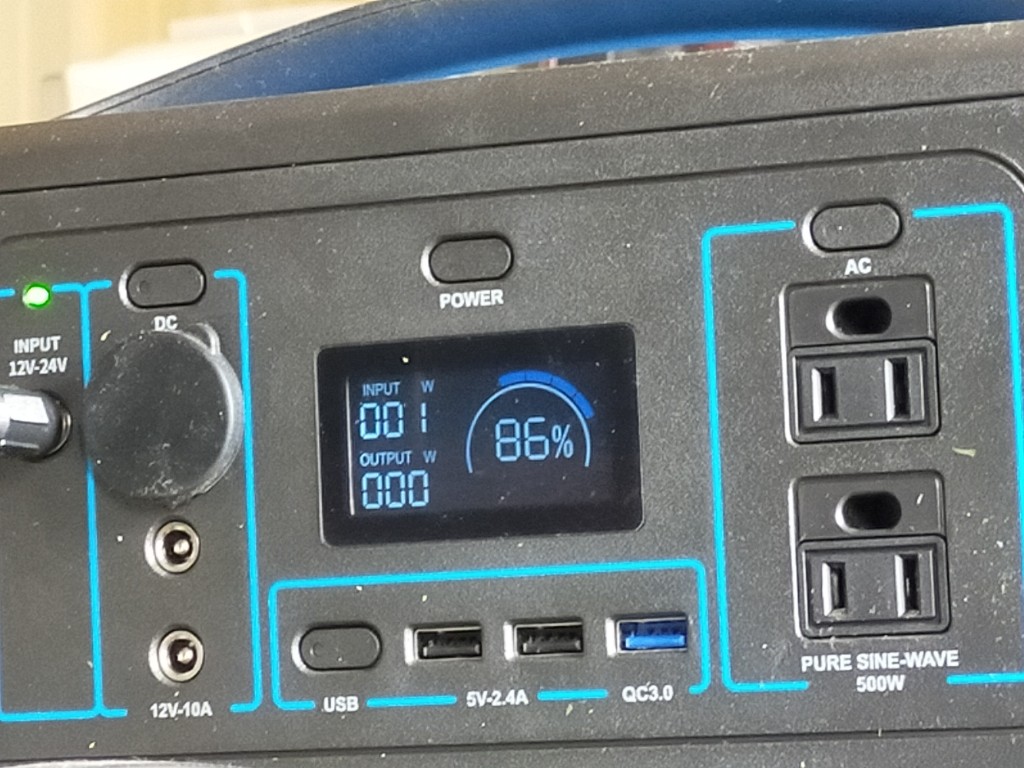 INPUT
12V-24V
DC
12V-10A
POWER
INPUT W
001
OUTPUT W
000
86%
USB
5V-2.4A
QC3.0
AC
PURE SINE-WAVE
500W